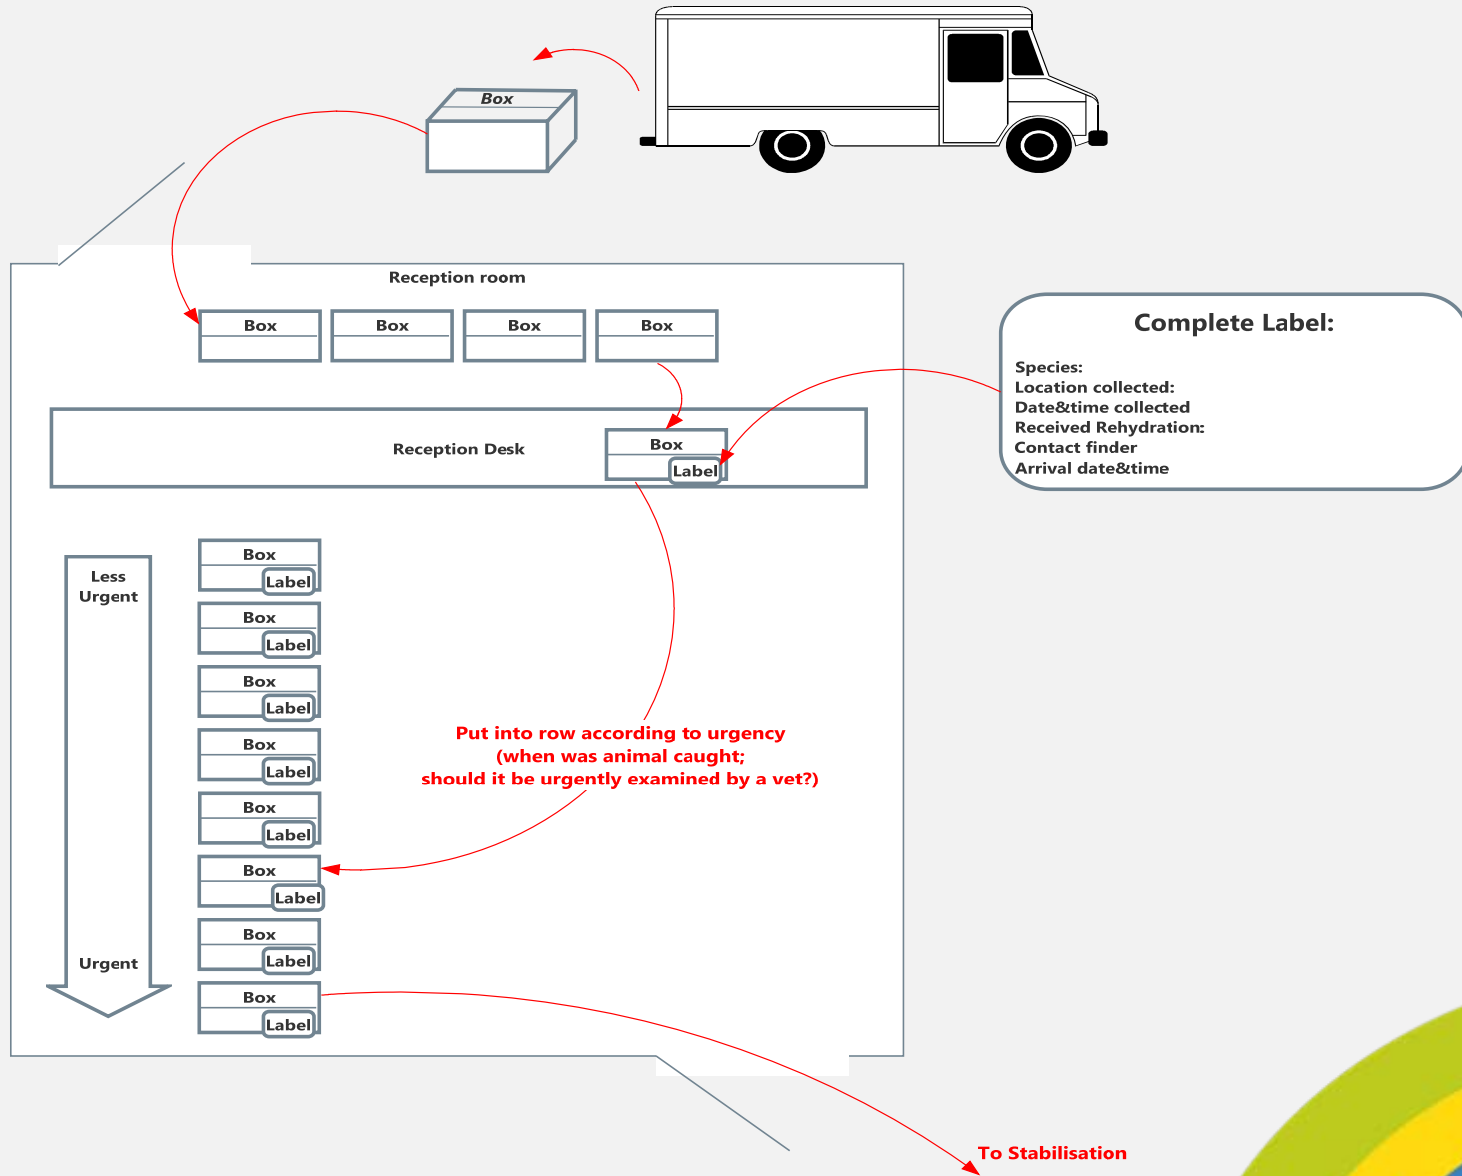 Box
Reception room
Box
Box
Box
Box
Complete Label:
Species:
Location collected:
Date&time collected
Received Rehydration:
Contact finder
Arrival date&time
Reception Desk
Box
Label
Less
Urgent
Urgent
Box
Label
Box
Label
Box
Label
Box
Label
Box
Label
Box
Label
Box
Label
Box
Label
Put into row according to urgency
(when was animal caught;
should it be urgently examined by a vet?)
To Stabilisation